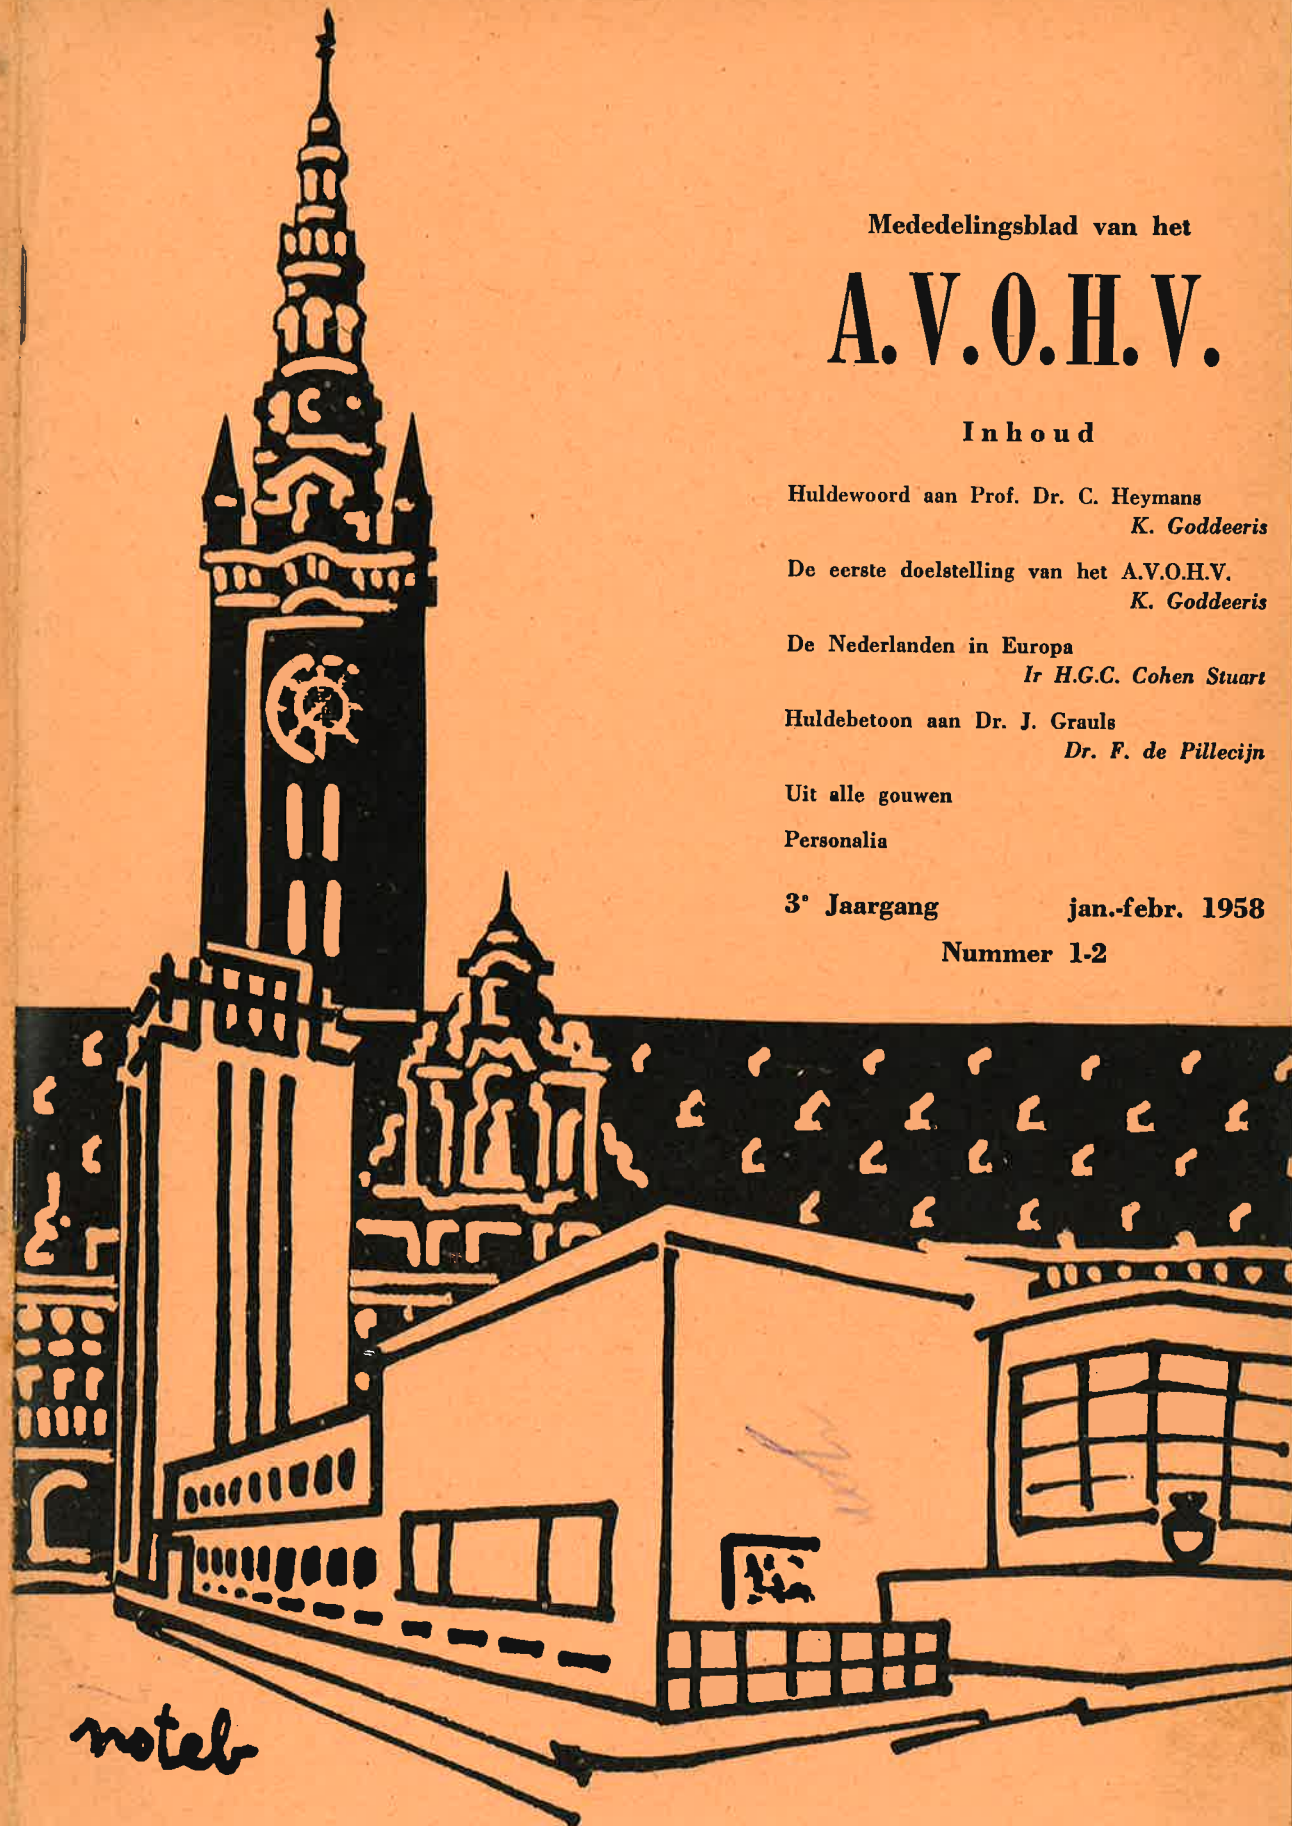 Mededelingsblad van het
A.V.O.H.V.
Inhoud
Huldewoord aan Prof. Dr. C. Heymans
K. Goddeeris
De eerste doelstelling van het A.V.O.H.V.
K. Goddeeris
De Nederlanden in Europa
Ir H.G.C. Cohen Stuart
Huldebetoon aan Dr. J. Grauls
Dr. F. de Pillecijn
Uit alle gouwen
Personalia
3e Jaargang jan.-febr. 1958
Nummer 1-2
noteb